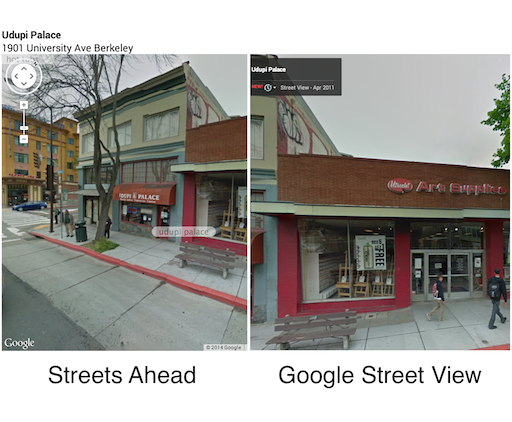 Udupi Palace
1901 University Ave Berkeley
UDUPI PALACE
udupi palace
Google
© 2014 Google
Udupi Palace
Street View - Apr 2011
Art Supplies
FREE
Streets Ahead
Google Street View